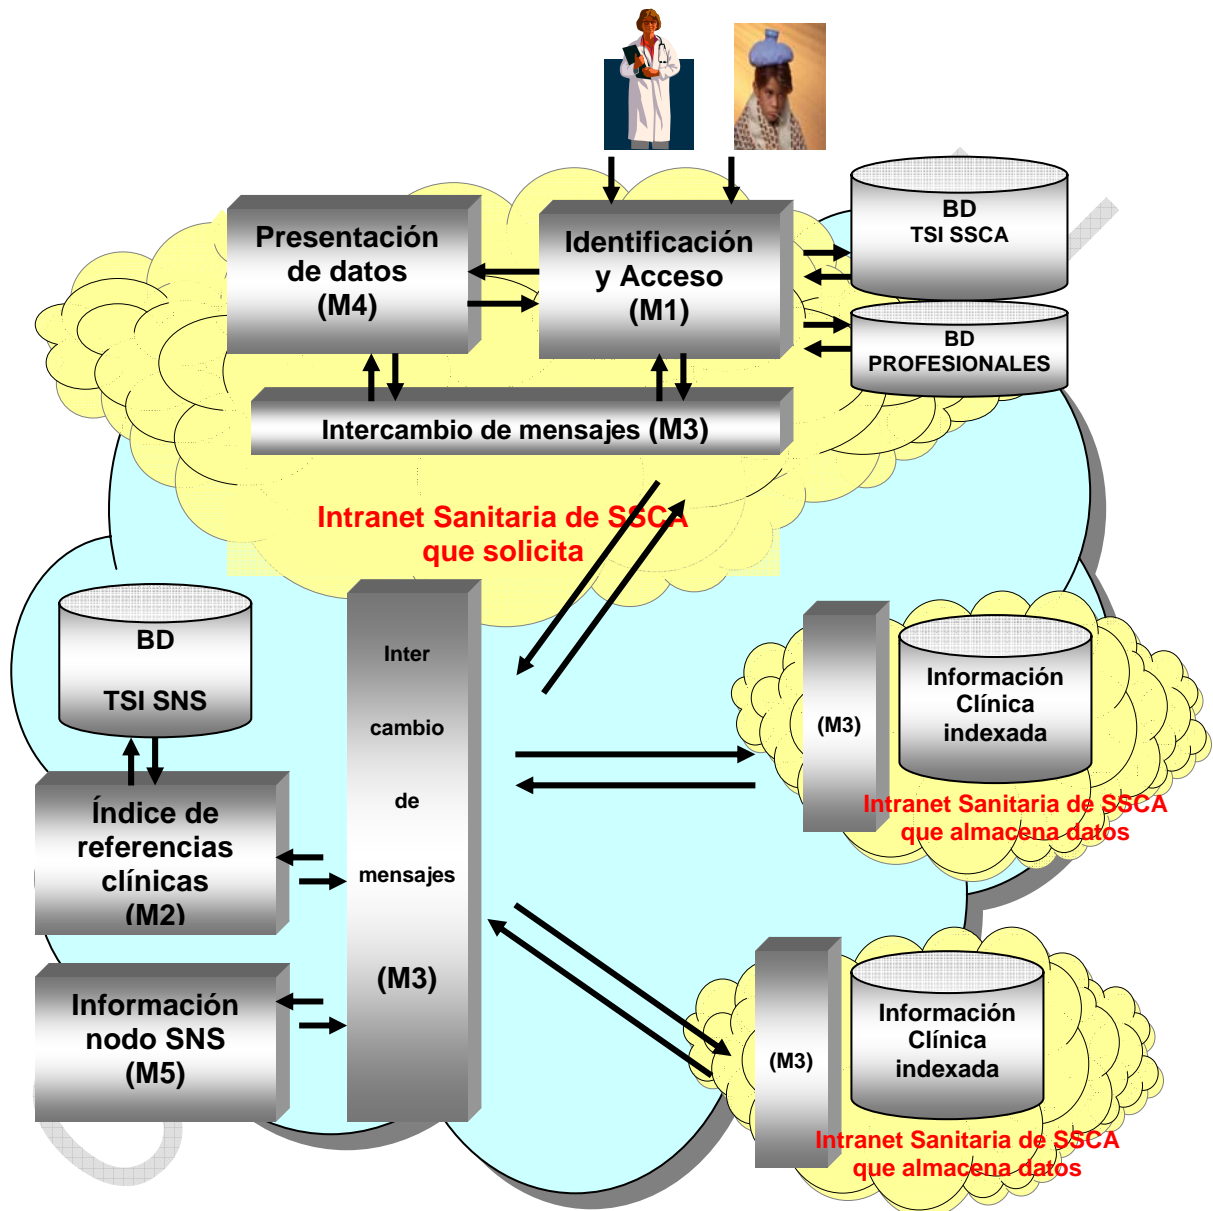 BD
TSI SSCA
Presentación
de datos
(M4)
Identificación
y Acceso
(M1)
BD
PROFESIONALES
Intercambio de mensajes (M3)
Intranet Sanitaria de SSCA
que solicita
BD
TSI SNS
Inter
cambio
de
mensajes
(M3)
Índice de
referencias
clínicas
(M2)
Información
nodo SNS
(M5)
(M3)
Información
Clínica
indexada
Intranet Sanitaria de SSCA
que almacena datos
(M3)
Información
Clínica
indexada
Intranet Sanitaria de SSCA
que almacena datos